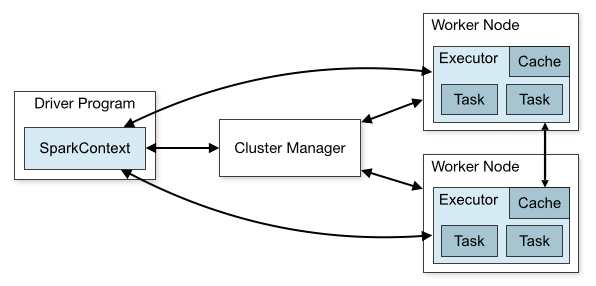 Driver Program
SparkContext
Cluster Manager
Worker Node
Executor
Cache
Task
Task
Worker Node
Executor
Cache
Task
Task